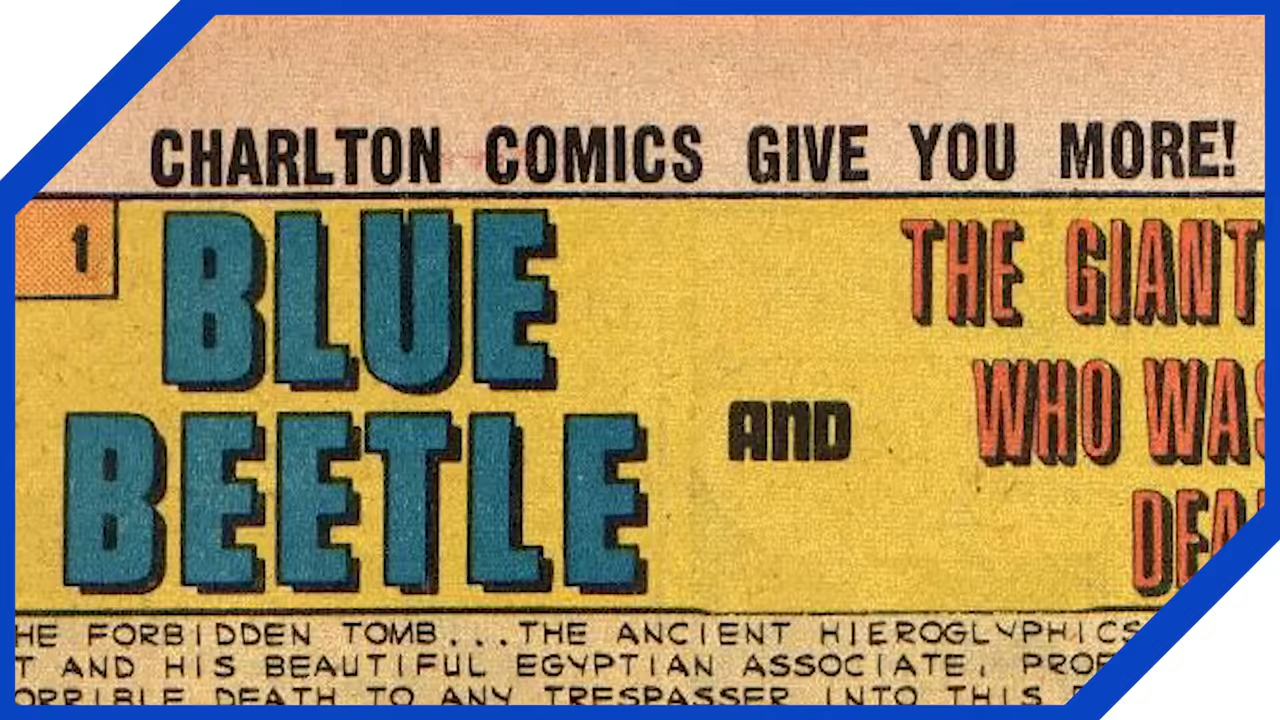 CHARLTON COMICS GIVE YOU MORE!
1
BLUE
BEETLE
AND
THE GIANT
WHO WAS
FORBIDDEN TOMB...THE ANCIENT HIEROGLYPHICS
AND HIS BEAUTIFUL EGYPTIAN ASSOCIATE,
DEATH TO ANY TRESPASSER INTO THIS